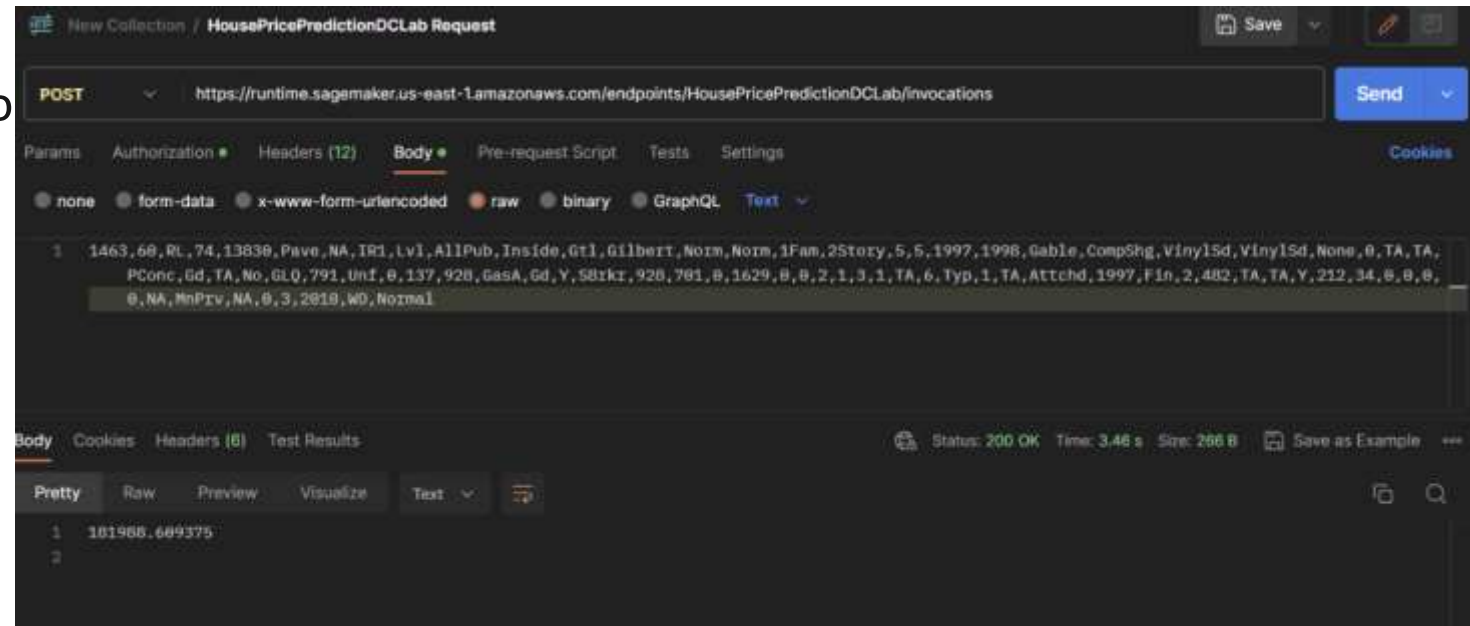 New Collection / HousePricePredictionDCLab Request Save
POST https://runtime.sagemaker.us-east-1.amazonaws.com/endpoints/HousePricePredictionDCLab/invocations Send
Params Authorization Headers (12) Body Pre-request Script Tests Settings Cookies
none form-data x-www-form-urlencoded raw binary GraphQL Text
1 1463,60,RL,74,13830,Pave,NA,IR1,Lvl,AllPub,Inside,Gtl,Gilbert,Norm,Norm,1Fam,2Story,5,5,1997,1998,Gable,CompShg,VinylSd,VinylSd,None,0,TA,TA,
PConc,Gd,TA,No,GLQ,791,Unf,0,137,928,GasA,Gd,Y,SBrkr,928,701,0,1629,0,0,2,1,3,1,TA,6,Typ,1,TA,Attchd,1997,Fin,2,482,TA,TA,Y,212,34,0,0,0,
0,NA,MnPrv,NA,0,3,2010,WD,Normal
Body Cookies Headers (6) Test Results Status: 200 OK Time: 3.46 s Size: 266 B Save as Example
Pretty Raw Preview Visualize Text
1
2